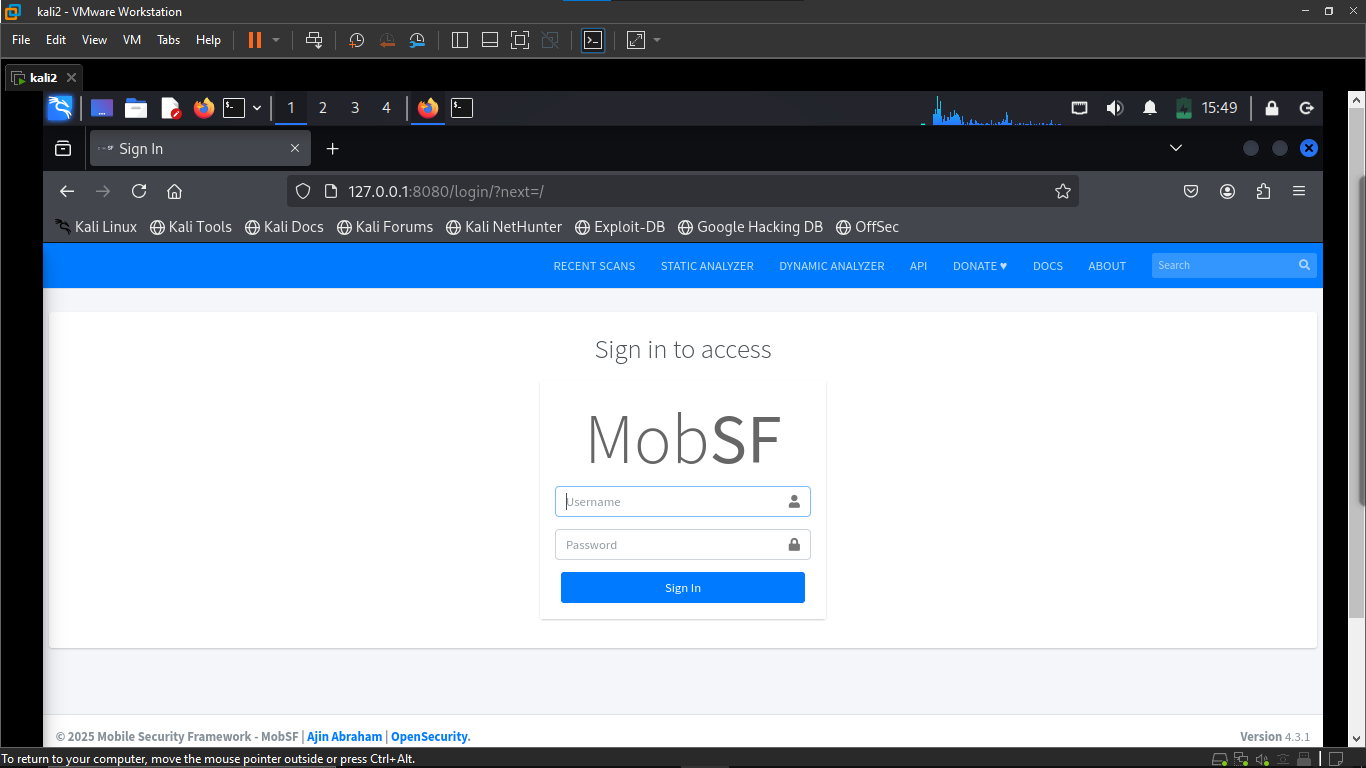 kali2 - VMware Workstation
File Edit View VM Tabs Help
kali2
1 2 3 4 15:49
Sign In
127.0.0.1:8080/login/?next=/
Kali Linux Kali Tools Kali Docs Kali Forums Kali NetHunter Exploit-DB Google Hacking DB OffSec
RECENT SCANS STATIC ANALYZER DYNAMIC ANALYZER API DONATE ♥ DOCS ABOUT Search
Sign in to access
MobSF
Username
Password
Sign In
© 2025 Mobile Security Framework - MobSF | Ajin Abraham | OpenSecurity. Version 4.3.1
To return to your computer, move the mouse pointer outside or press Ctrl+Alt.